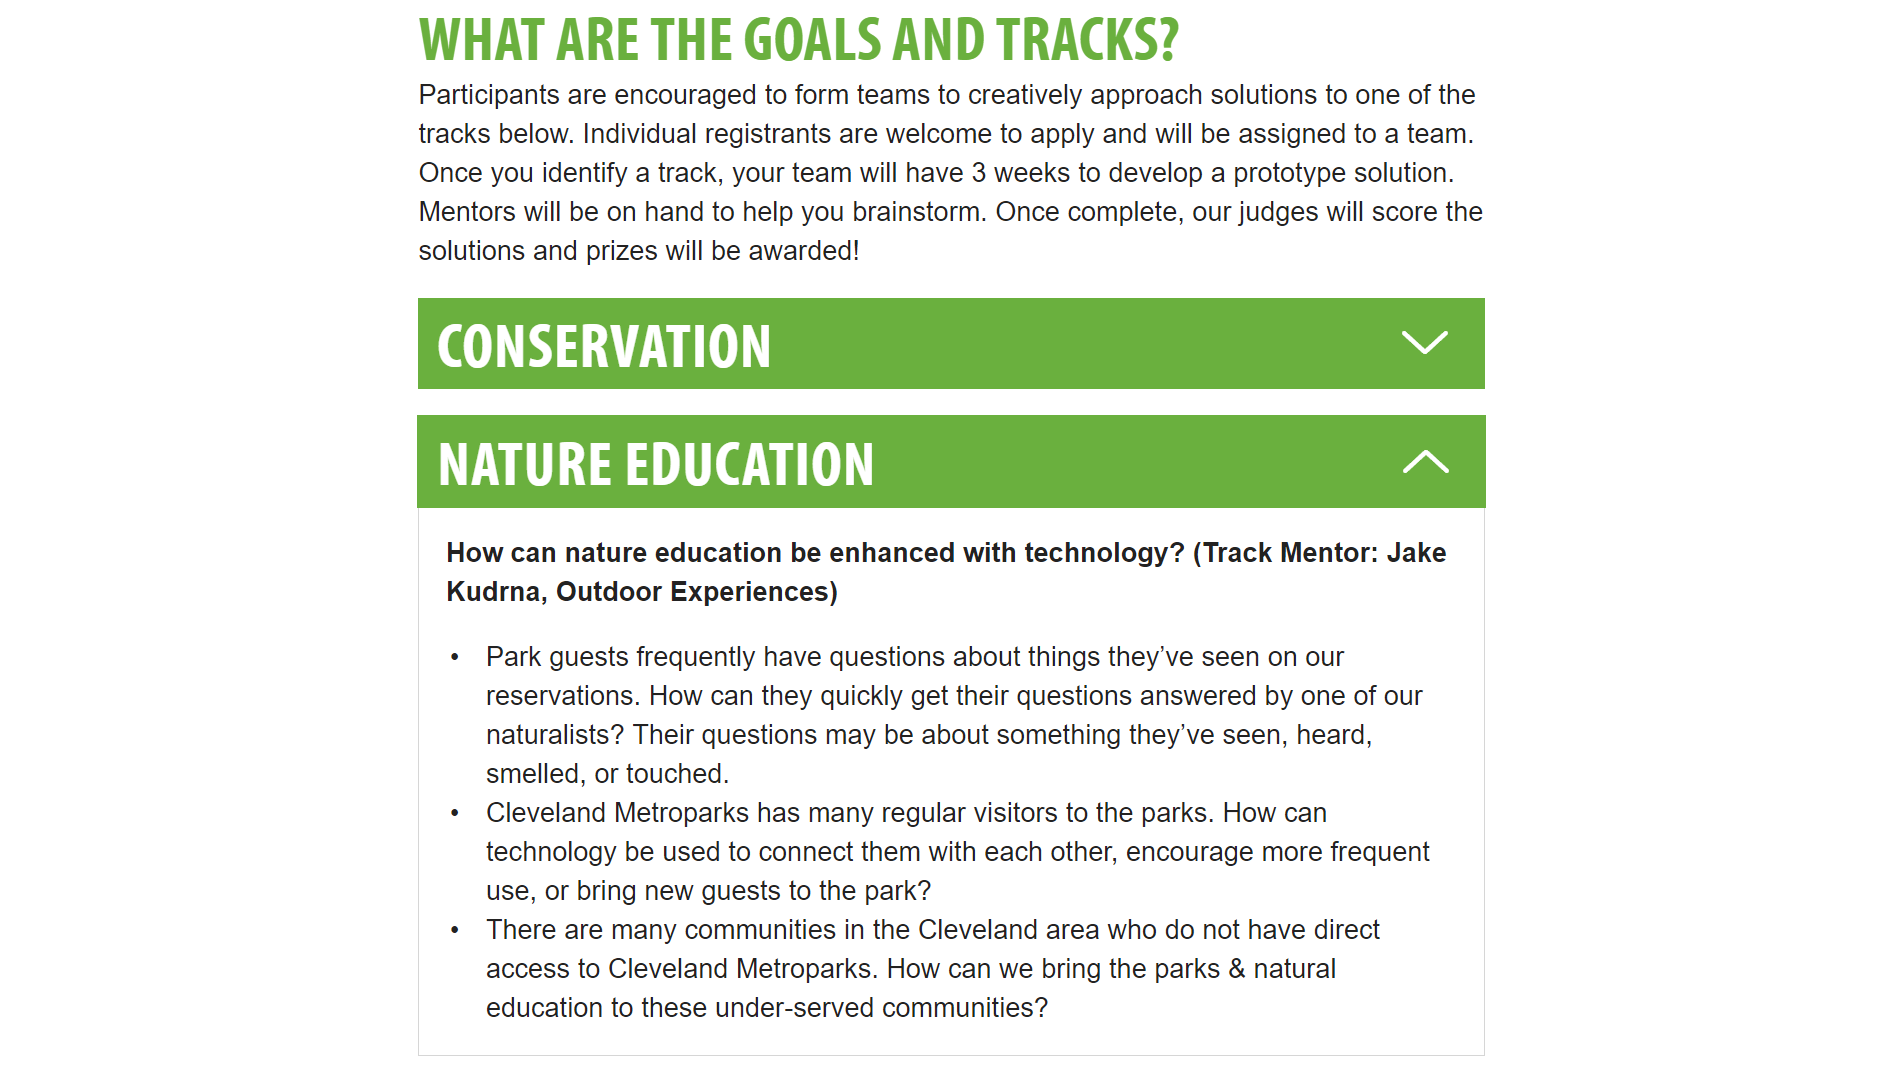 WHAT ARE THE GOALS AND TRACKS?
Participants are encouraged to form teams to creatively approach solutions to one of the
tracks below. Individual registrants are welcome to apply and will be assigned to a team.
Once you identify a track, your team will have 3 weeks to develop a prototype solution.
Mentors will be on hand to help you brainstorm. Once complete, our judges will score the
solutions and prizes will be awarded!
CONSERVATION
NATURE EDUCATION
How can nature education be enhanced with technology? (Track Mentor: Jake
Kudrna, Outdoor Experiences)
• Park guests frequently have questions about things they’ve seen on our
reservations. How can they quickly get their questions answered by one of our
naturalists? Their questions may be about something they’ve seen, heard,
smelled, or touched.
• Cleveland Metroparks has many regular visitors to the parks. How can
technology be used to connect them with each other, encourage more frequent
use, or bring new guests to the park?
• There are many communities in the Cleveland area who do not have direct
access to Cleveland Metroparks. How can we bring the parks & natural
education to these under-served communities?